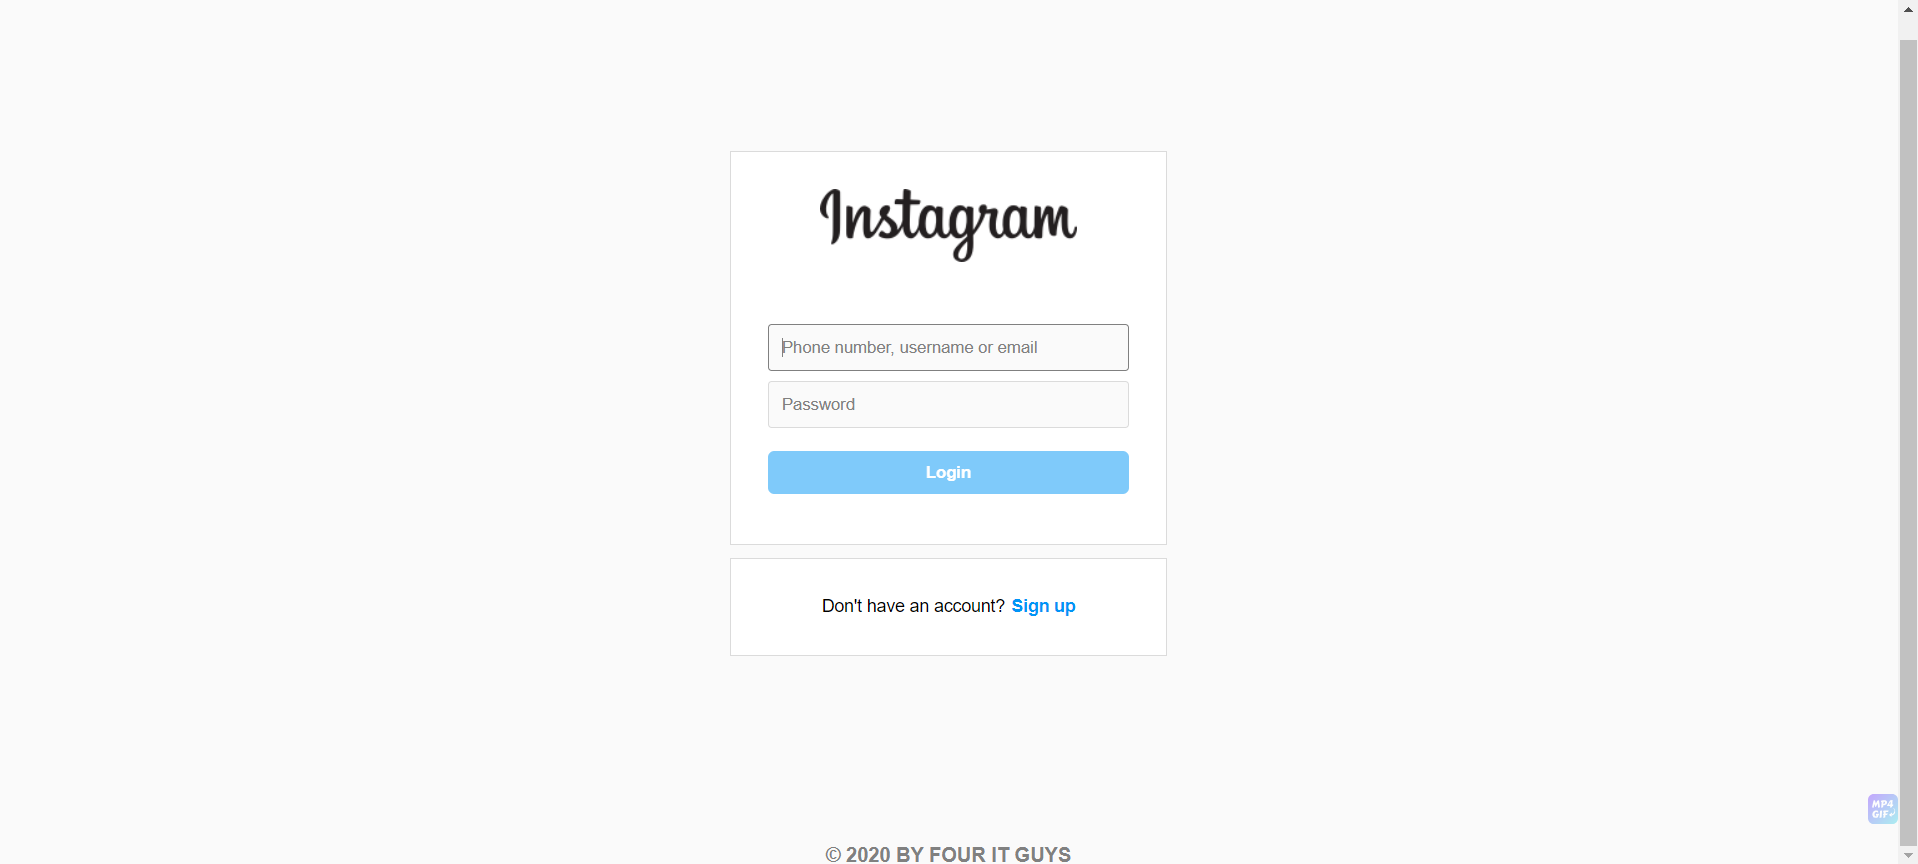 Instagram
Phone number, username or email
Password
Login
Don't have an account? Sign up
MP4
GIF
© 2020 BY FOUR IT GUYS